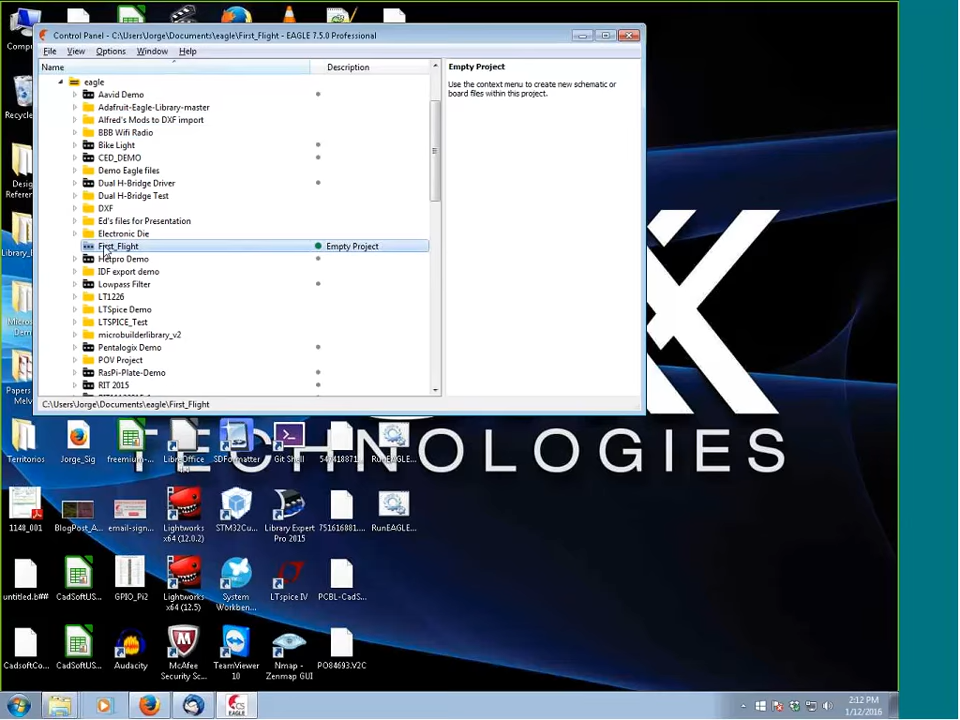 Control Panel - C:\Users\Jorge\Documents\eagle\First_Flight - EAGLE 7.5.0 Professional
File View Options Window Help
Name Description
eagle
Aavid Demo
Adafruit-Eagle-Library-master
Alfred's Mods to DXF import
BBB Wifi Radio
Bike Light
CED_DEMO
Demo Eagle files
Dual H-Bridge Driver
Dual H-Bridge Test
DXF
Ed's files for Presentation
Electronic Die
First_Flight Empty Project
Demo
IDF export demo
Lowpass Filter
LT1226
LTSpice Demo
LTSPICE_Test
microbuilderlibrary_v2
Pentalogix Demo
POV Project
RasPi-Plate-Demo
RIT 2015
C:\Users\Jorge\Documents\eagle\First_Flight
Empty Project
Use the context menu to create new schematic or
board files within this project.
TECHNOLOGIES
Territorios Jorge_Sig freemium-... LibreOffice SDFormatter Git Shell RunEAGLE...
1148_001 BlogPost_A... email-sign... Lightworks x64 (12.0.2) STM32Cu... Library Expert Pro 2015 751616881... RunEAGLE...
untitled.b## CadSoftUS... GPIO_Pi2 Lightworks x64 (12.5) System Workben... LTspice IV PCBL-CadS...
CadsoftCo... CadSoftUS... Audacity McAfee Security Sc... TeamViewer 10 Nmap - Zenmap GUI PO84693.V2C
CS
EAGLE
2:12 PM
1/12/2016